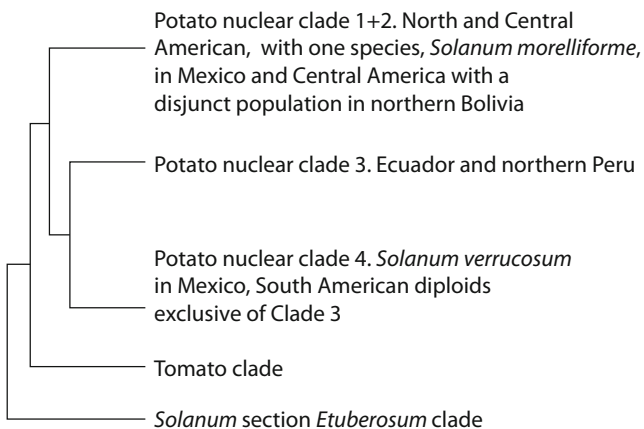 Potato nuclear clade 1+2. North and Central
American, with one species, Solanum morelliforme,
in Mexico and Central America with a
disjunct population in northern Bolivia
Potato nuclear clade 3. Ecuador and northern Peru
Potato nuclear clade 4. Solanum verrucosum
in Mexico, South American diploids
exclusive of Clade 3
Tomato clade
Solanum section Etuberosum clade